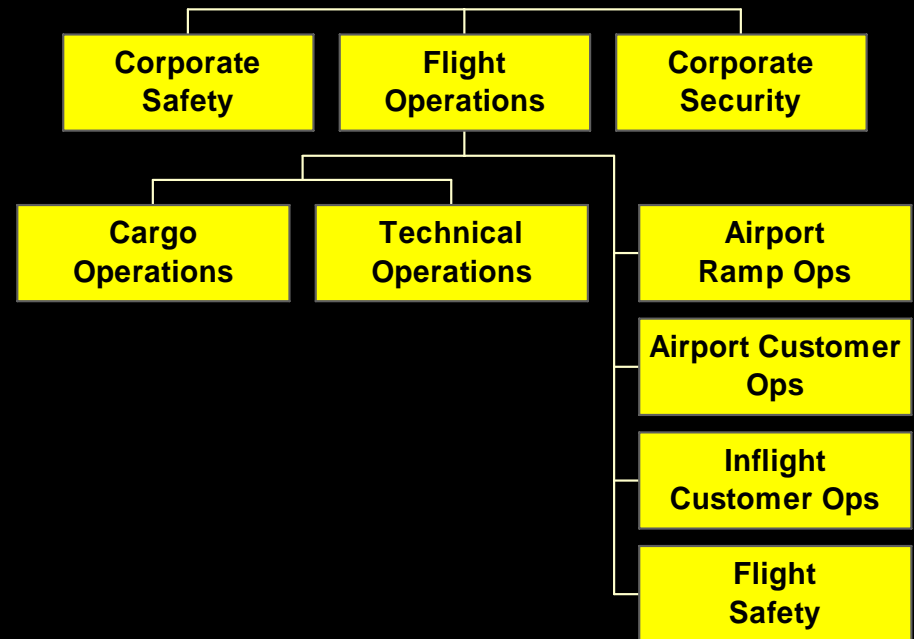 Corporate
Safety
Flight
Operations
Corporate
Security
Cargo
Operations
Technical
Operations
Airport
Ramp Ops
Airport Customer
Ops
Inflight
Customer Ops
Flight
Safety